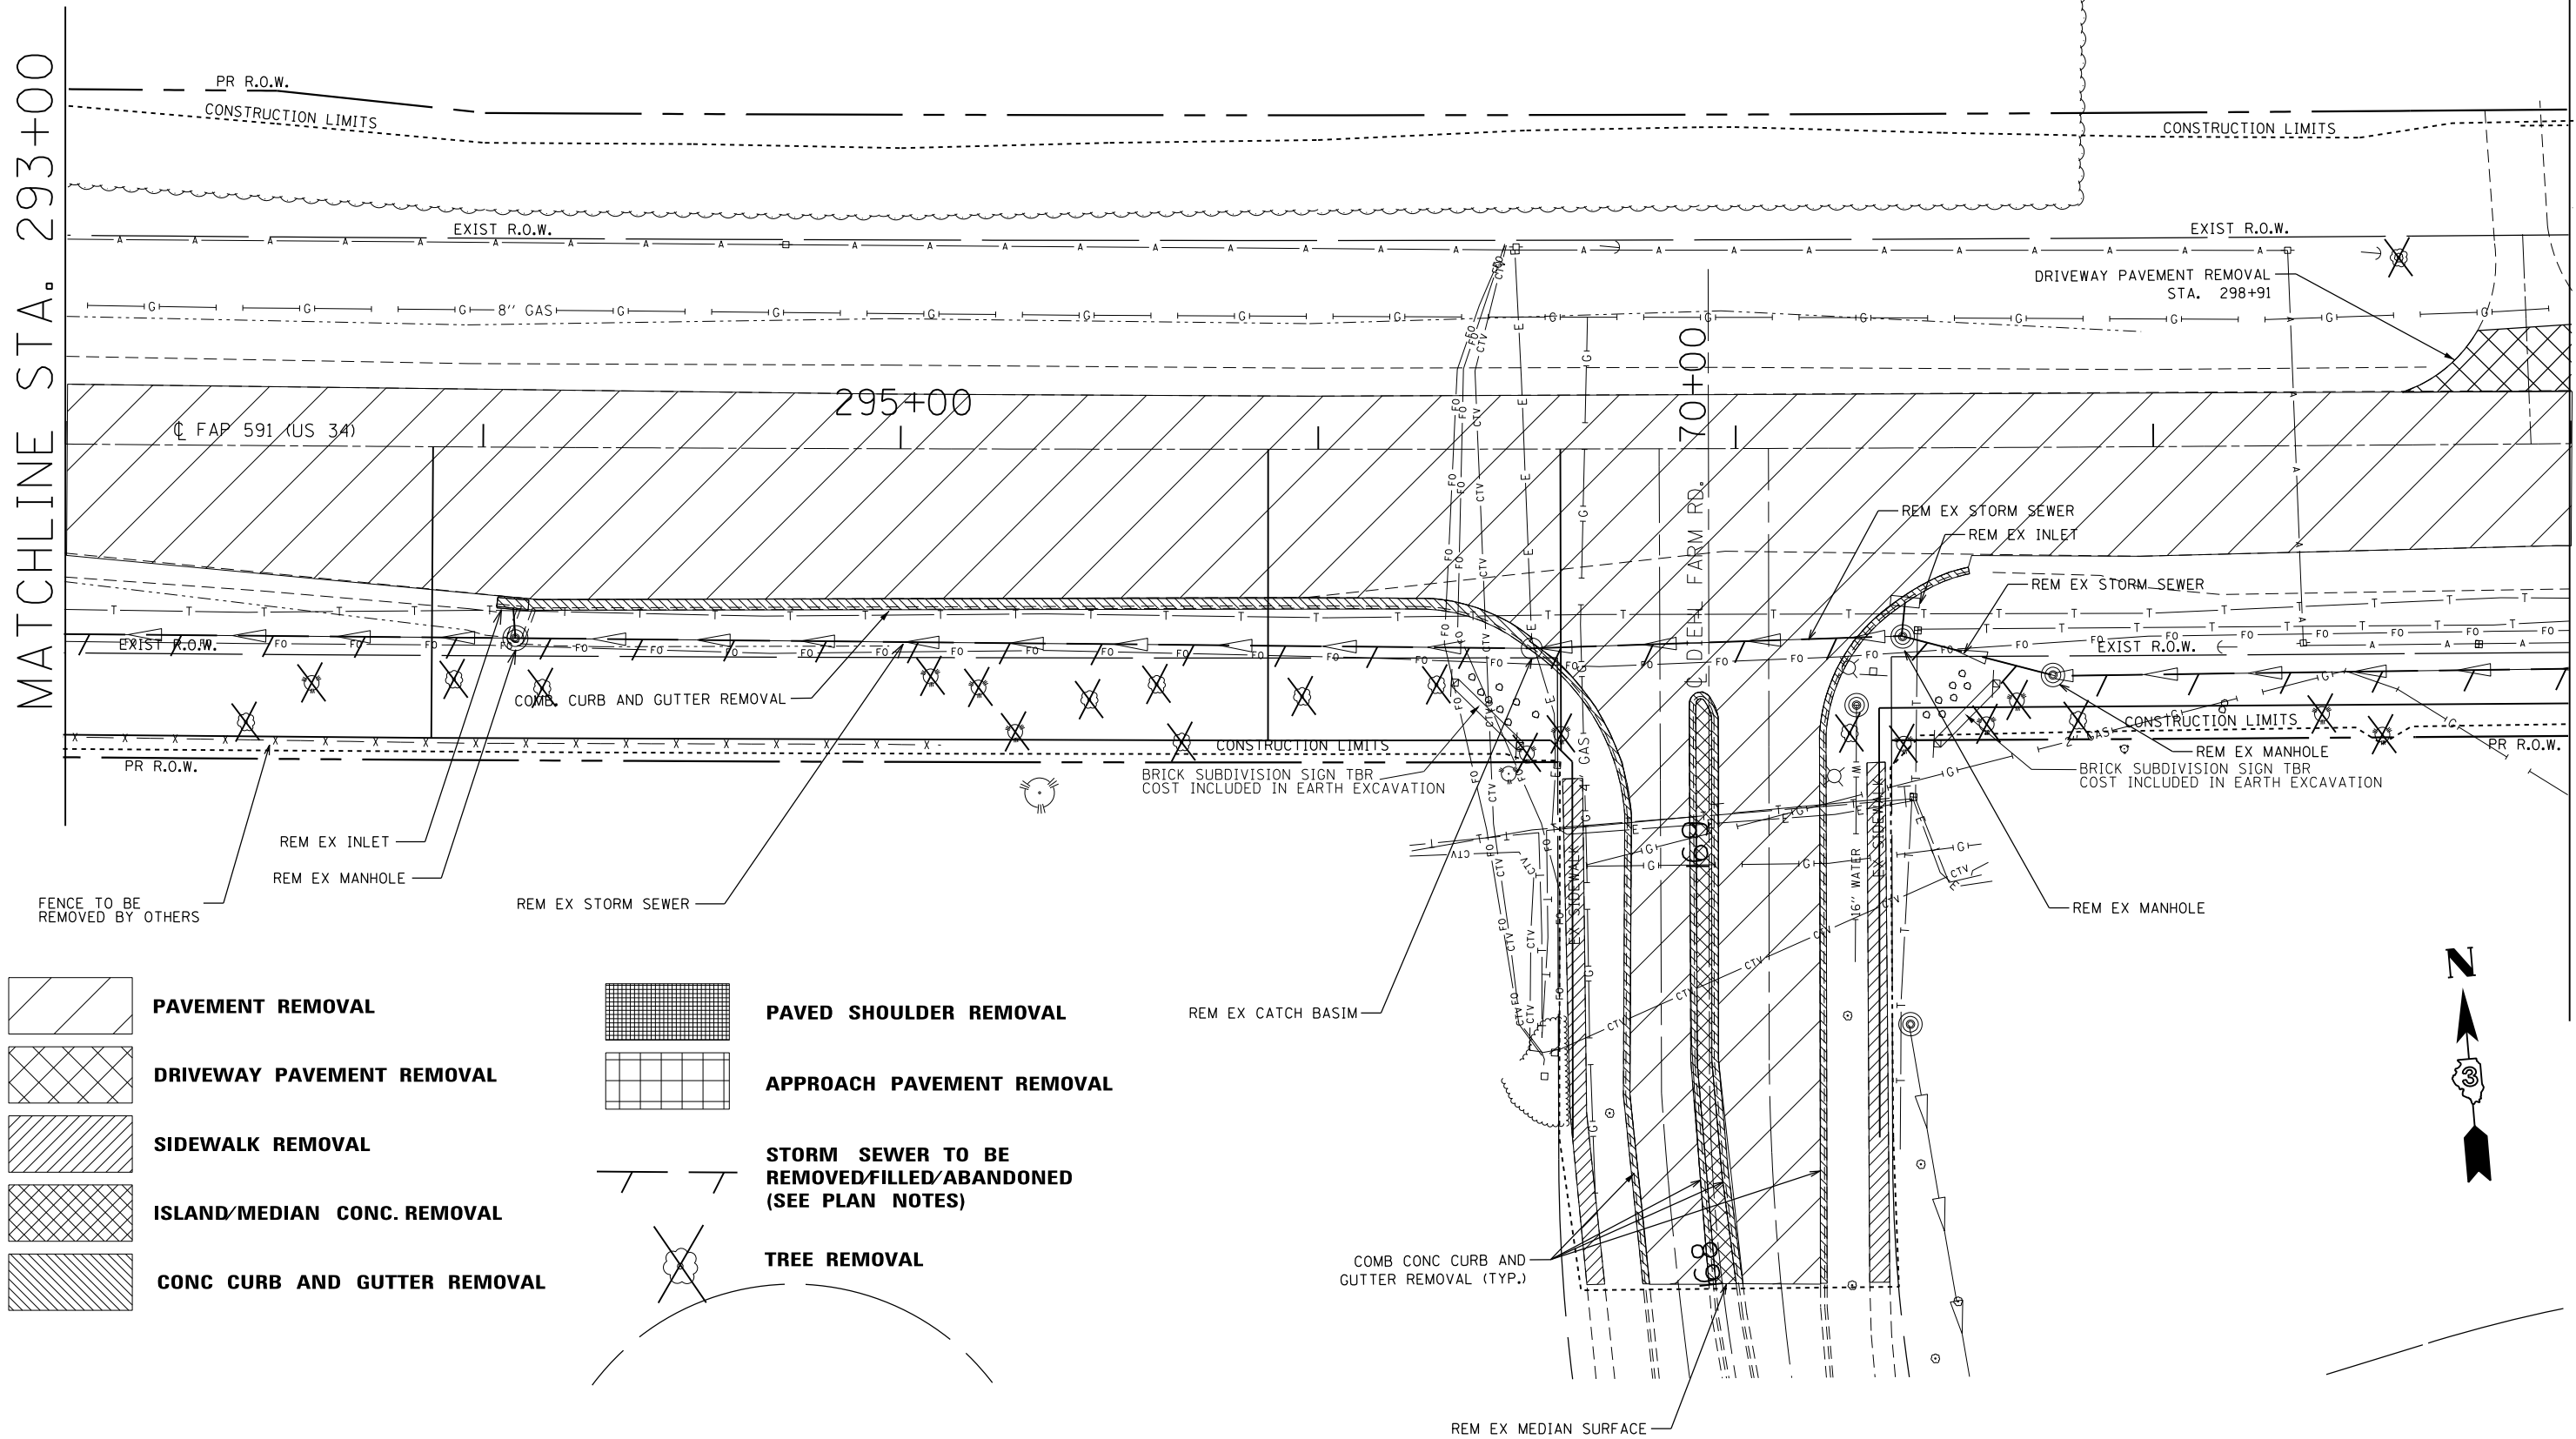 MATCHLINE STA. 293+00
PR R.O.W.
CONSTRUCTION LIMITS
CONSTRUCTION LIMITS
EXIST R.O.W.
EXIST R.O.W.
DRIVEWAY PAVEMENT REMOVAL
STA. 298+91
8'' GAS
295+00
70+00
℄ FAP 591 (US 34)
℄ DIEHL FARM RD.
REM EX STORM SEWER
REM EX INLET
REM EX STORM SEWER
EXIST R.O.W.
EXIST R.O.W.
COMB. CURB AND GUTTER REMOVAL
CONSTRUCTION LIMITS
CONSTRUCTION LIMITS
PR R.O.W.
PR R.O.W.
2" GAS
REM EX MANHOLE
BRICK SUBDIVISION SIGN TBR
COST INCLUDED IN EARTH EXCAVATION
BRICK SUBDIVISION SIGN TBR
COST INCLUDED IN EARTH EXCAVATION
4" GAS
REM EX INLET
REM EX MANHOLE
69
EX SIDEWALK
EX SIDEWALK
16'' WATER
FENCE TO BE
REMOVED BY OTHERS
REM EX STORM SEWER
REM EX MANHOLE
REM EX CATCH BASIM
PAVEMENT REMOVAL
DRIVEWAY PAVEMENT REMOVAL
SIDEWALK REMOVAL
ISLAND/MEDIAN CONC. REMOVAL
CONC CURB AND GUTTER REMOVAL
PAVED SHOULDER REMOVAL
APPROACH PAVEMENT REMOVAL
STORM SEWER TO BE
REMOVED/FILLED/ABANDONED
(SEE PLAN NOTES)
TREE REMOVAL
N
3
68
COMB CONC CURB AND
GUTTER REMOVAL (TYP.)
REM EX MEDIAN SURFACE